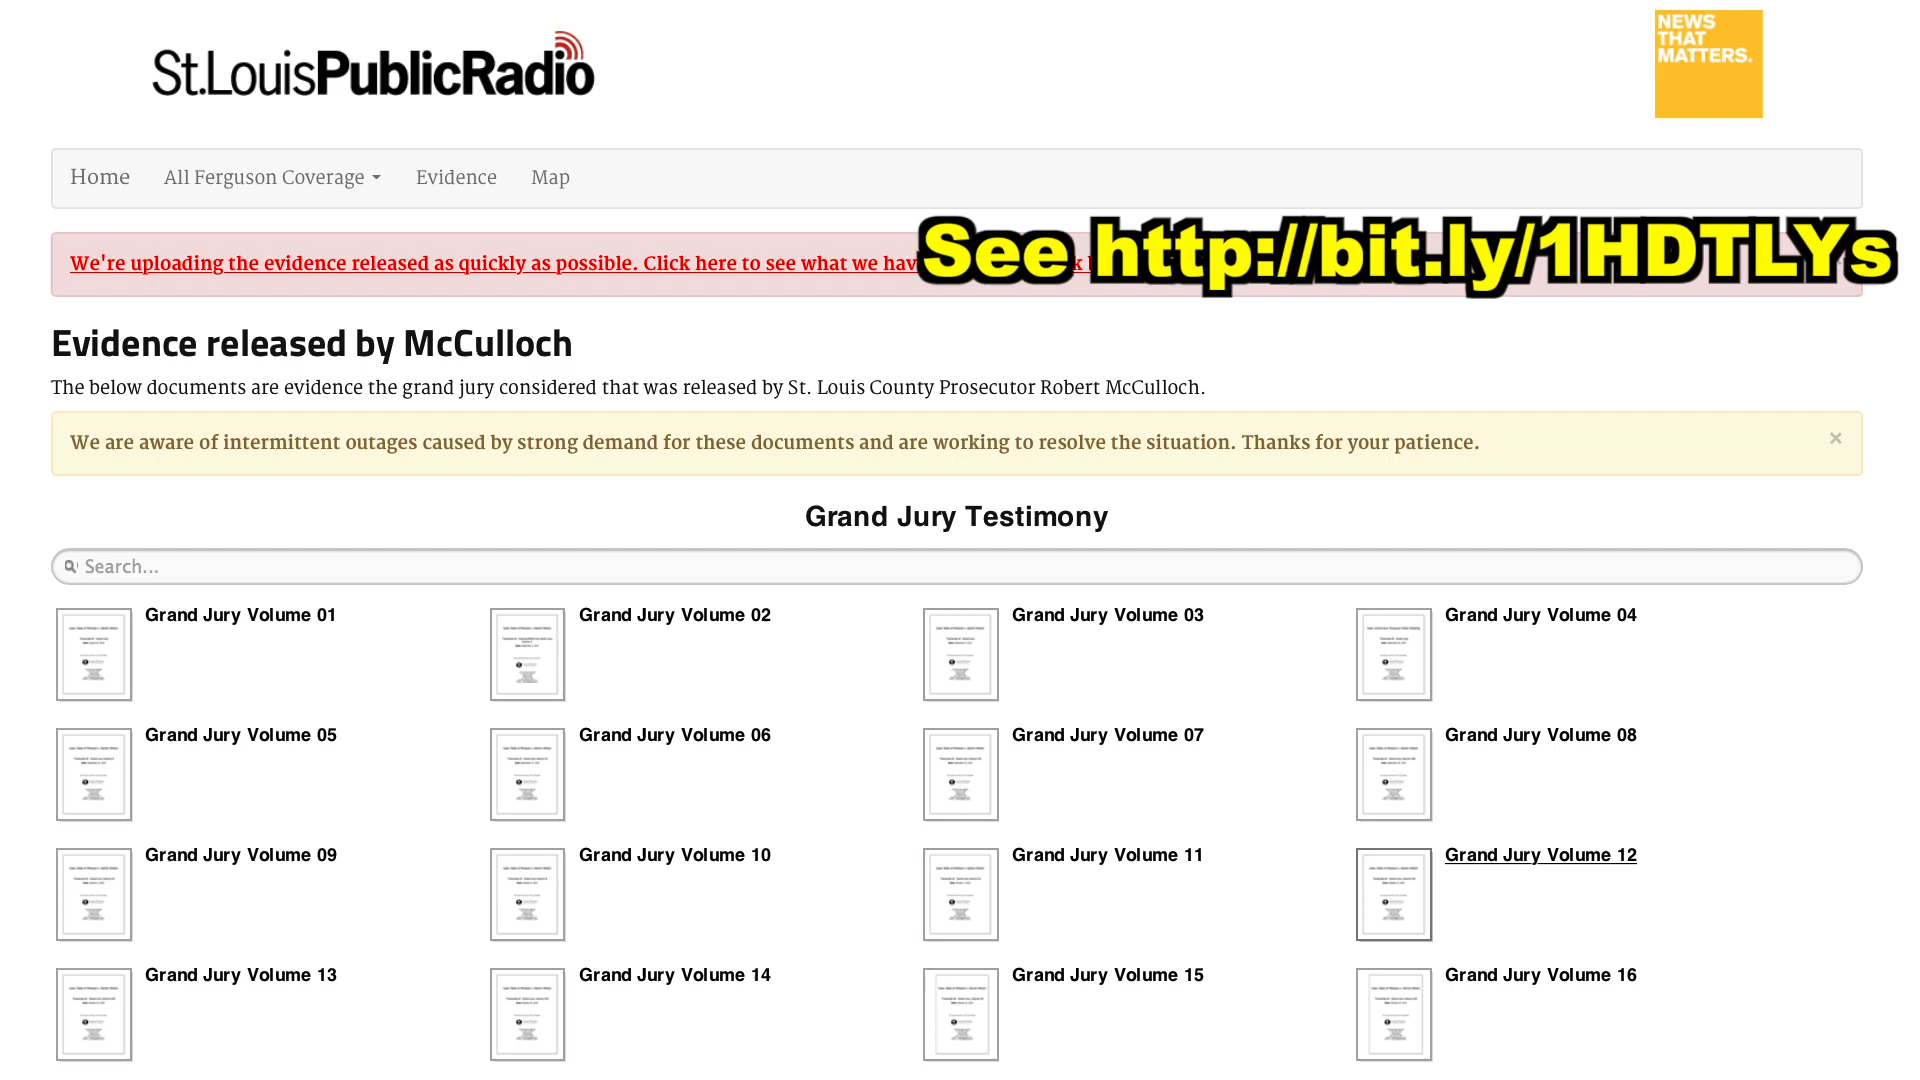 St.LouisPublicRadio
NEWS
THAT
MATTERS.
Home All Ferguson Coverage Evidence Map
See http://bit.ly/1HDTLYs
We're uploading the evidence released as quickly as possible. Click here to see what we hav
Evidence released by McCulloch
The below documents are evidence the grand jury considered that was released by St. Louis County Prosecutor Robert McCulloch.
We are aware of intermittent outages caused by strong demand for these documents and are working to resolve the situation. Thanks for your patience. ×
Grand Jury Testimony
Search...
Grand Jury Volume 01 Grand Jury Volume 02 Grand Jury Volume 03 Grand Jury Volume 04
Grand Jury Volume 05 Grand Jury Volume 06 Grand Jury Volume 07 Grand Jury Volume 08
Grand Jury Volume 09 Grand Jury Volume 10 Grand Jury Volume 11 Grand Jury Volume 12
Grand Jury Volume 13 Grand Jury Volume 14 Grand Jury Volume 15 Grand Jury Volume 16